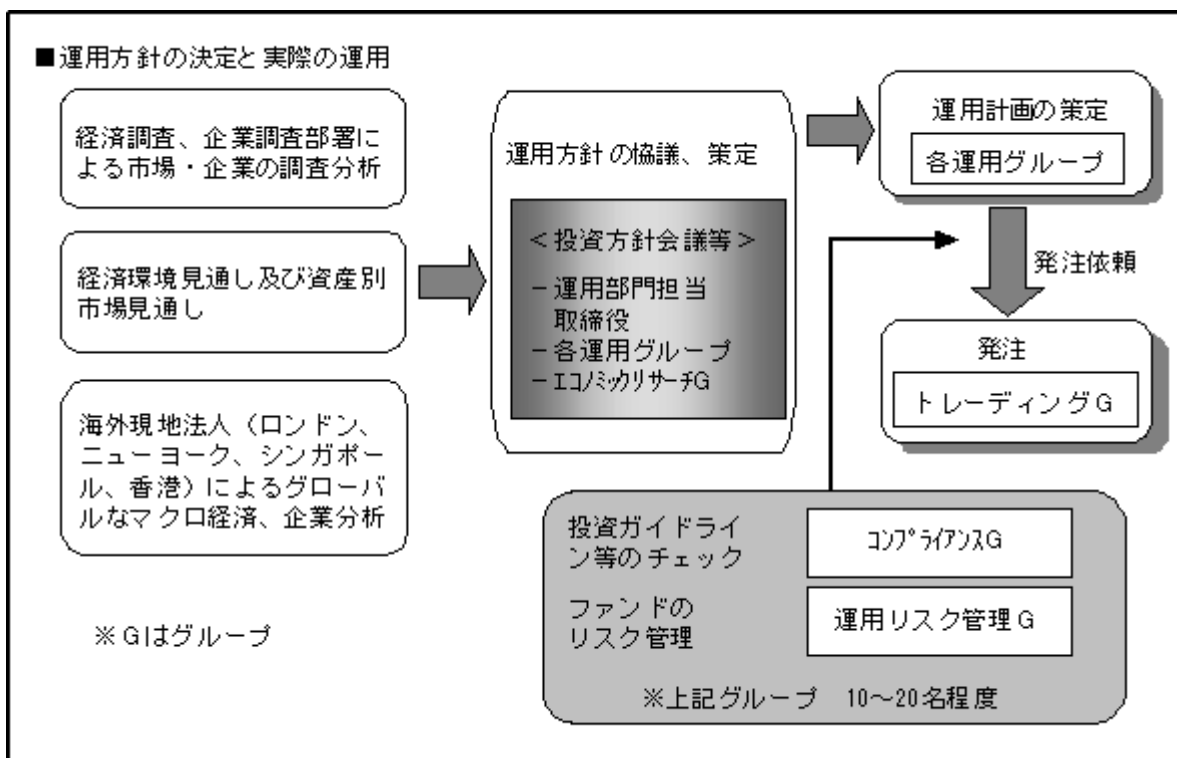 ■運用方針の決定と実際の運用
経済調査、企業調査部署に
よる市場・企業の調査分析
経済環境見通し及び資産別
市場見通し
海外現地法人（ロンドン、
ニューヨーク、シンガポー
ル、香港）によるグローバ
ルなマクロ経済、企業分析
※Gはグループ
運用方針の協議、策定
＜投資方針会議等＞
－運用部門担当
取締役
－各運用グループ
－ｴｺﾉﾐｯｸﾘｻｰﾁG
運用計画の策定
各運用グループ
発注依頼
発注
トレーディングG
投資ガイドライ
ン等のチェック
ｺﾝﾌﾟﾗｲｱﾝｽG
ファンドの
リスク管理
運用リスク管理G
※上記グループ　10～20名程度